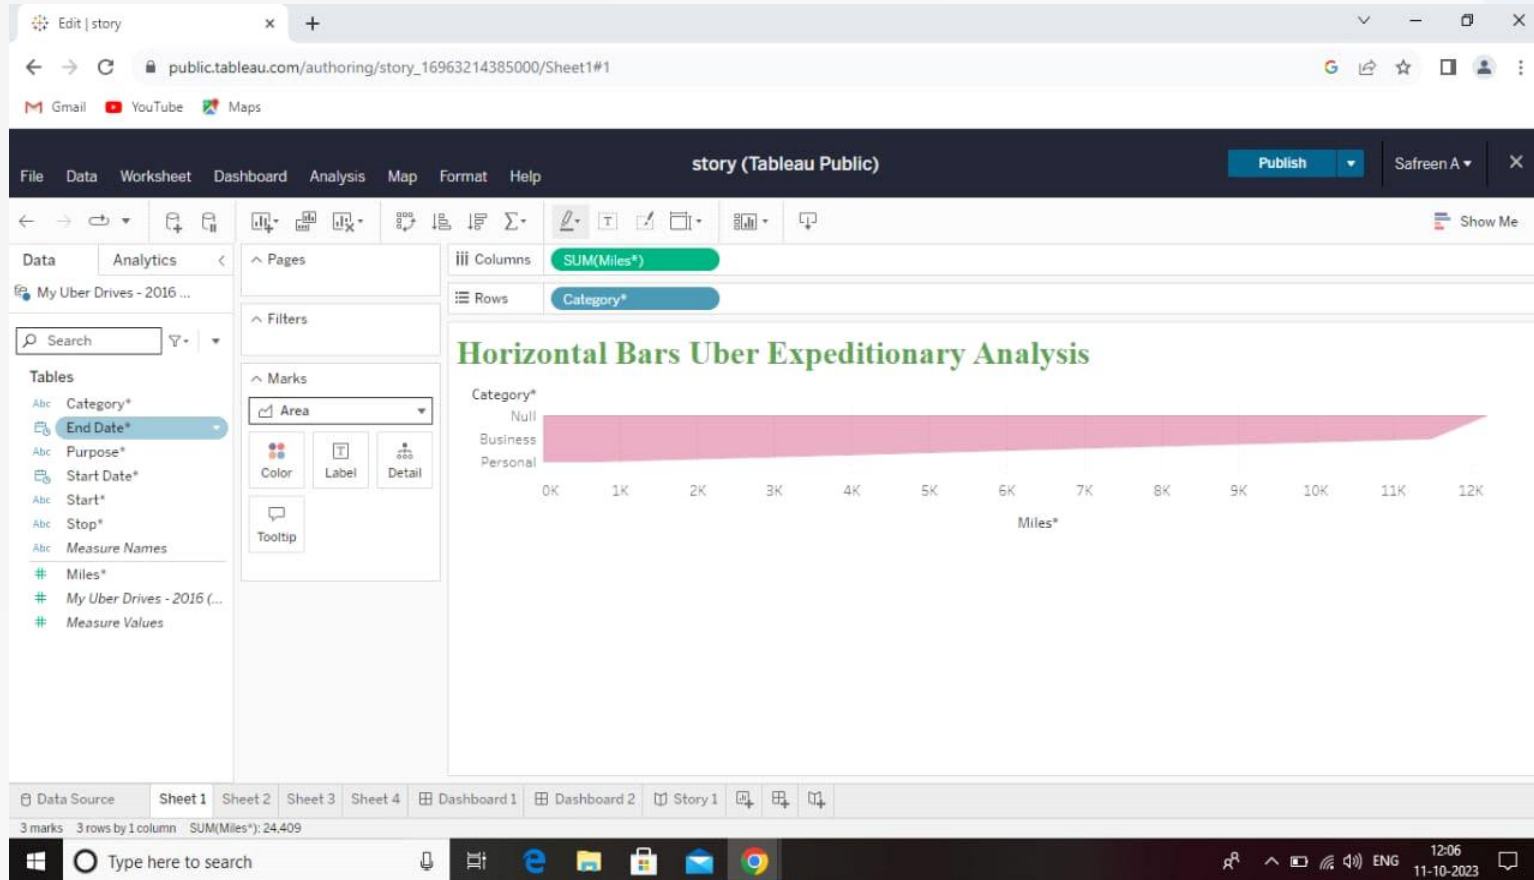 Edit | story
public.tableau.com/authoring/story_16963214385000/Sheet1#1
Gmail YouTube Maps
story (Tableau Public)
Publish
Safreen A
File Data Worksheet Dashboard Analysis Map Format Help
Show Me
Data Analytics
My Uber Drives - 2016 ...
Search
Tables
Abc Category*
End Date*
Abc Purpose*
Start Date*
Abc Start*
Abc Stop*
Abc Measure Names
# Miles*
# My Uber Drives - 2016 (...
# Measure Values
Pages
Filters
Marks
Area
Color Label Detail
Tooltip
Columns SUM(Miles*)
Rows Category*
Horizontal Bars Uber Expeditionary Analysis
Category*
Null
Business
Personal
0K 1K 2K 3K 4K 5K 6K 7K 8K 9K 10K 11K 12K
Miles*
Data Source Sheet 1 Sheet 2 Sheet 3 Sheet 4 Dashboard 1 Dashboard 2 Story 1
3 marks 3 rows by 1 column SUM(Miles*): 24,409
Type here to search
ENG
12:06
11-10-2023